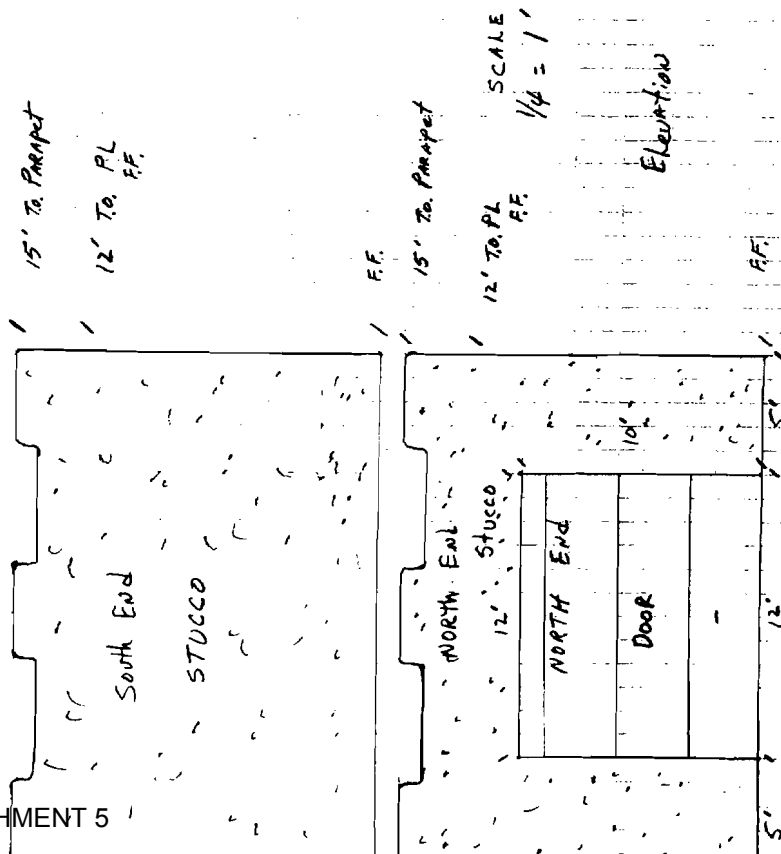 15' T.O. PARAPET
12' T.O. PL
F.F.
F.F.
South End
STUCCO
15' T.O. PARAPET
SCALE
1/4 = 1'
12' T.O. PL
F.F.
Elevation
F.F.
NORTH END
Stucco
12'
10'
NORTH End
DOOR
5'
12'
5'
HMENT 5